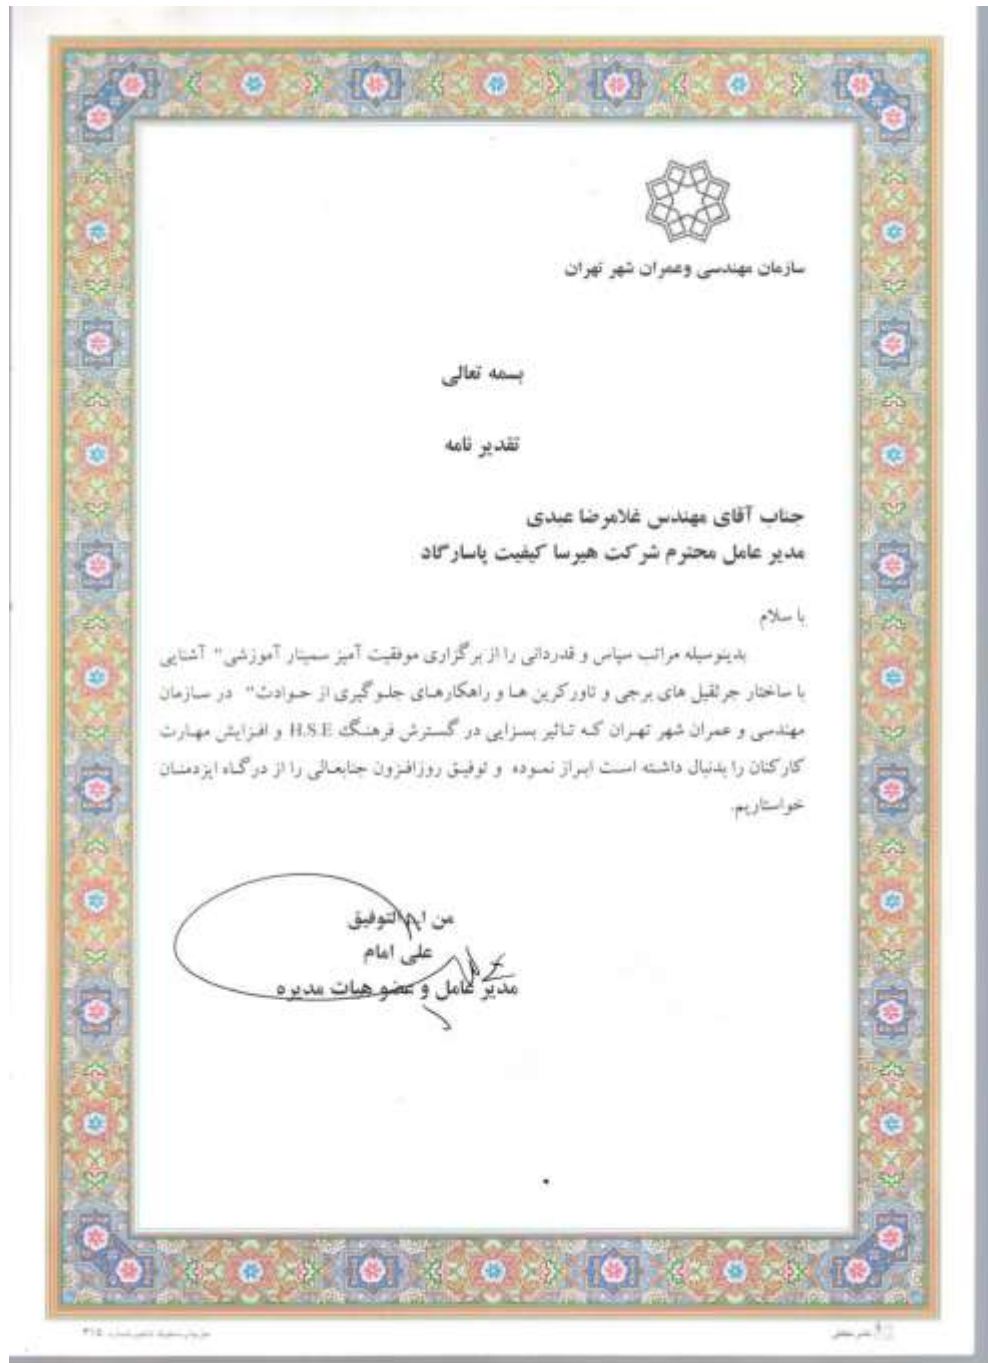 سازمان مهندسی وعمران شهر تهران
بسمه تعالی
تقدیر نامه
جناب آقای مهندس غلامرضا عبدی
مدیر عامل محترم شرکت هیرسا کیفیت پاسارگاد
با سلام
بدینوسیله مراتب سپاس و قدردانی را از برگزاری موفقیت آمیز سمینار آموزشی" آشنایی
با ساختار جرثقیل های برجی و تاورکرین ها و راهکارهای جلوگیری از حوادث" در سازمان
مهندسی و عمران شهر تهران که تاثیر بسزایی در گسترش فرهنگ H.S.E و افزایش مهارت
کارکنان را بدنبال داشته است ابراز نموده و توفیق روزافزون جنابعالی را از درگاه ایزدمنان
خواستاریم.
من ا... التوفیق
علی امام
مدیر عامل و عضو هیات مدیره